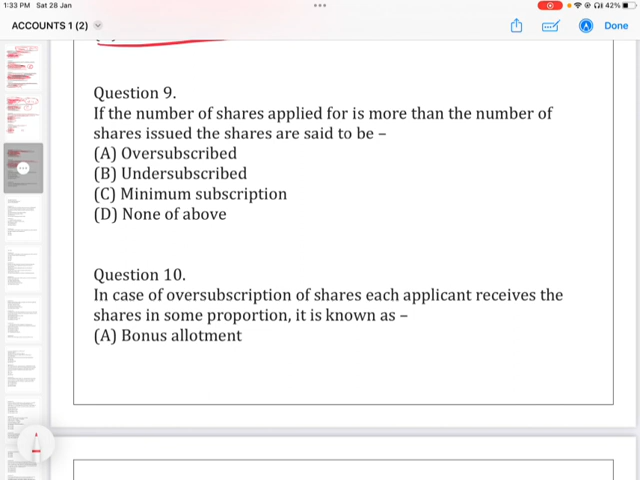 1:33 PM Sat 28 Jan
42%
ACCOUNTS 1 (2)
Done
Question 9.
If the number of shares applied for is more than the number of
shares issued the shares are said to be –
(A) Oversubscribed
(B) Undersubscribed
(C) Minimum subscription
(D) None of above
Question 10.
In case of oversubscription of shares each applicant receives the
shares in some proportion, it is known as –
(A) Bonus allotment